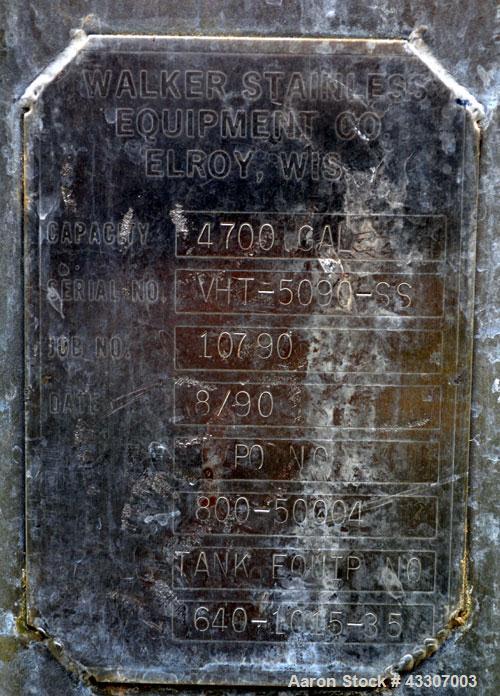 WALKER STAINLESS
EQUIPMENT CO
ELROY, WIS.
CAPACITY 4700 GAL
SERIAL NO VHT-5090-SS
JOB NO. 10790
DATE 8/90
PO NO
800-50004
TANK EQUIP NO
640-1015-35
Aaron Stock # 43307003